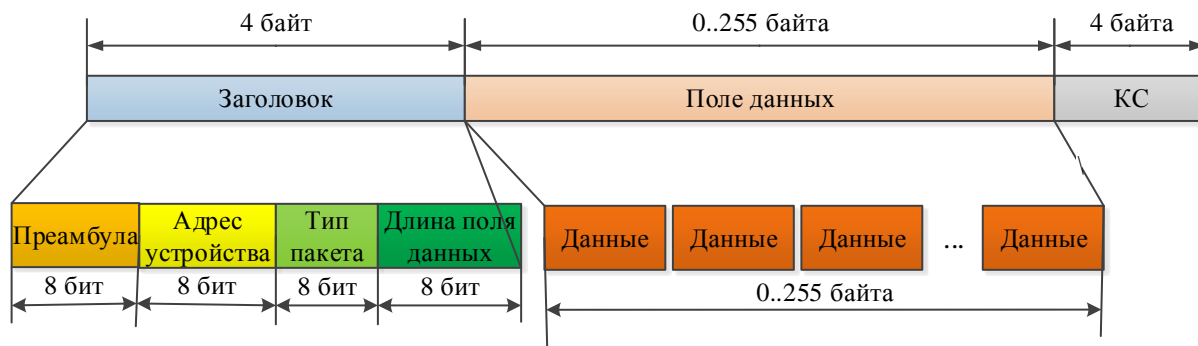 4 байт
0..255 байта
4 байта
Заголовок
Поле данных
КС
Преамбула
Адрес
устройства
Тип
пакета
Длина поля
данных
Данные
Данные
Данные
...
Данные
8 бит
8 бит
8 бит
8 бит
0..255 байта